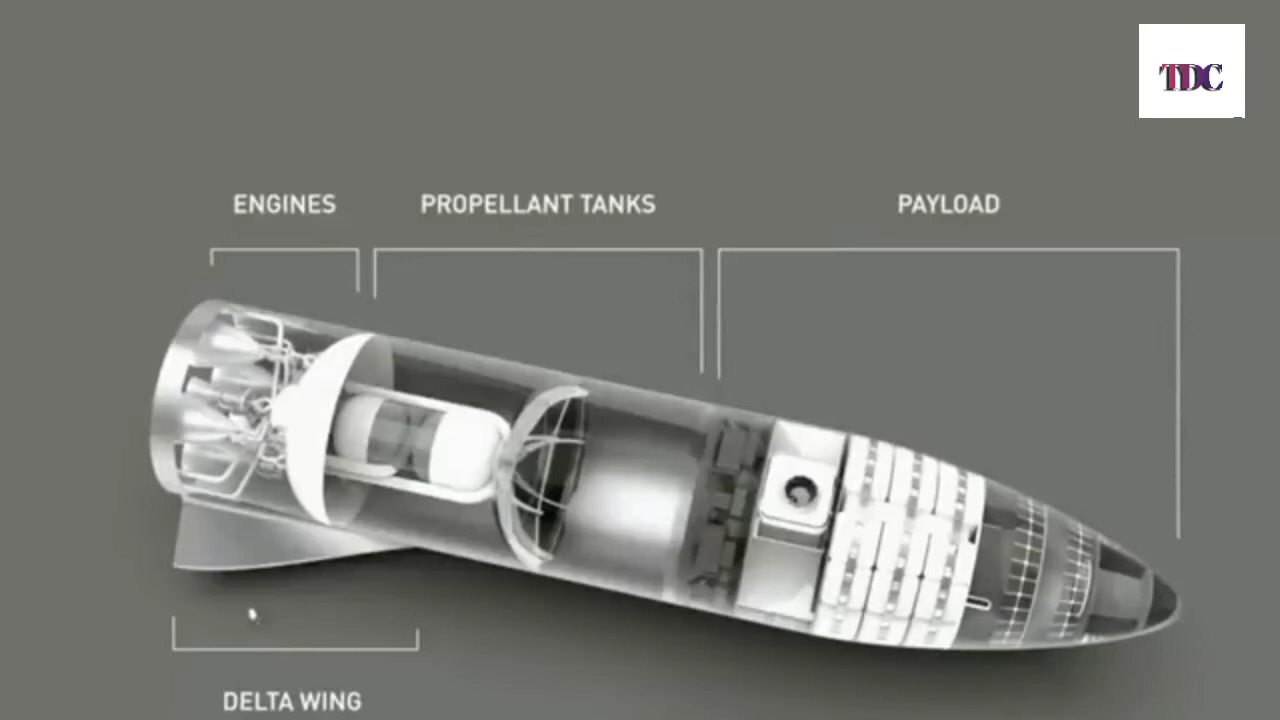 TDC
ENGINES
PROPELLANT TANKS
PAYLOAD
DELTA WING